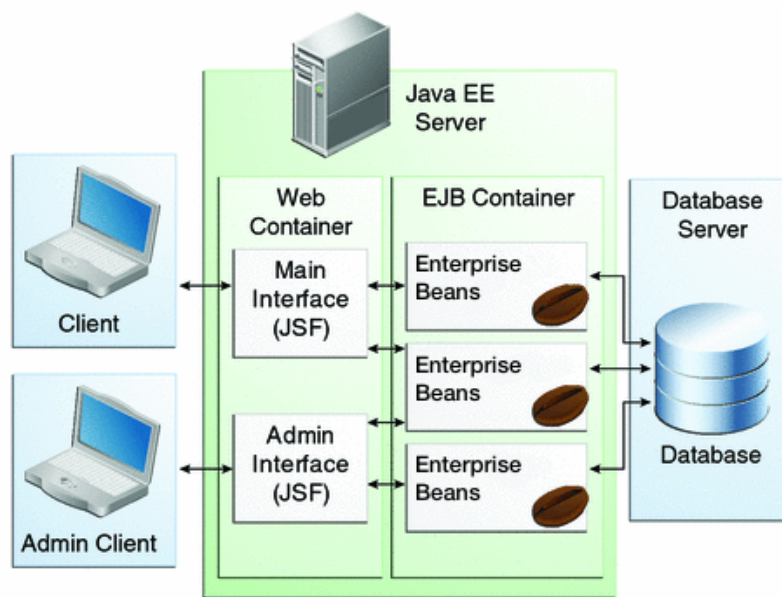 Java EE
Server
Web
Container
EJB Container
Database
Server
Main
Interface
(JSF)
Enterprise
Beans
Client
Enterprise
Beans
Admin
Interface
(JSF)
Enterprise
Beans
Database
Admin Client